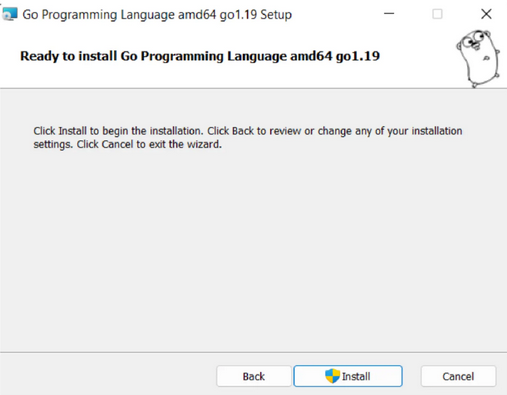 Go Programming Language amd64 go1.19 Setup
Ready to install Go Programming Language amd64 go1.19
Click Install to begin the installation. Click Back to review or change any of your installation
settings. Click Cancel to exit the wizard.
Back
Install
Cancel